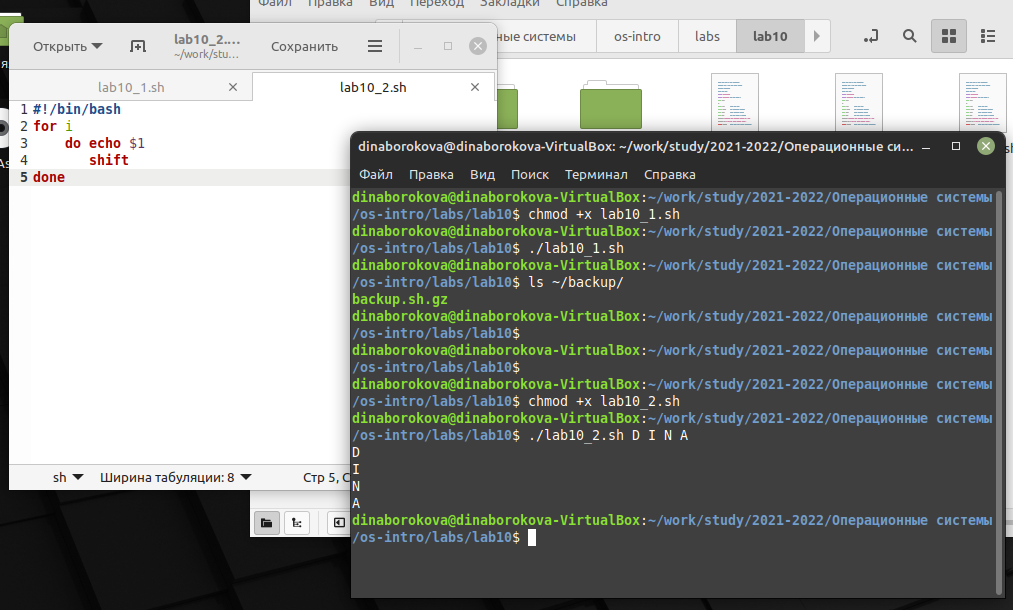 Файл Правка Вид Переход Закладки Справка
ные системы os-intro labs lab10
Открыть lab10_2.… ~/work/stu… Сохранить
lab10_1.sh lab10_2.sh
1 #!/bin/bash
2 for i
3 do echo $1
4 shift
5 done
sh Ширина табуляции: 8 Стр 5, С
dinaborokova@dinaborokova-VirtualBox: ~/work/study/2021-2022/Операционные си…
Файл Правка Вид Поиск Терминал Справка
dinaborokova@dinaborokova-VirtualBox:~/work/study/2021-2022/Операционные системы
/os-intro/labs/lab10$ chmod +x lab10_1.sh
dinaborokova@dinaborokova-VirtualBox:~/work/study/2021-2022/Операционные системы
/os-intro/labs/lab10$ ./lab10_1.sh
dinaborokova@dinaborokova-VirtualBox:~/work/study/2021-2022/Операционные системы
/os-intro/labs/lab10$ ls ~/backup/
backup.sh.gz
dinaborokova@dinaborokova-VirtualBox:~/work/study/2021-2022/Операционные системы
/os-intro/labs/lab10$
dinaborokova@dinaborokova-VirtualBox:~/work/study/2021-2022/Операционные системы
/os-intro/labs/lab10$
dinaborokova@dinaborokova-VirtualBox:~/work/study/2021-2022/Операционные системы
/os-intro/labs/lab10$ chmod +x lab10_2.sh
dinaborokova@dinaborokova-VirtualBox:~/work/study/2021-2022/Операционные системы
/os-intro/labs/lab10$ ./lab10_2.sh D I N A
D
I
N
A
dinaborokova@dinaborokova-VirtualBox:~/work/study/2021-2022/Операционные системы
/os-intro/labs/lab10$